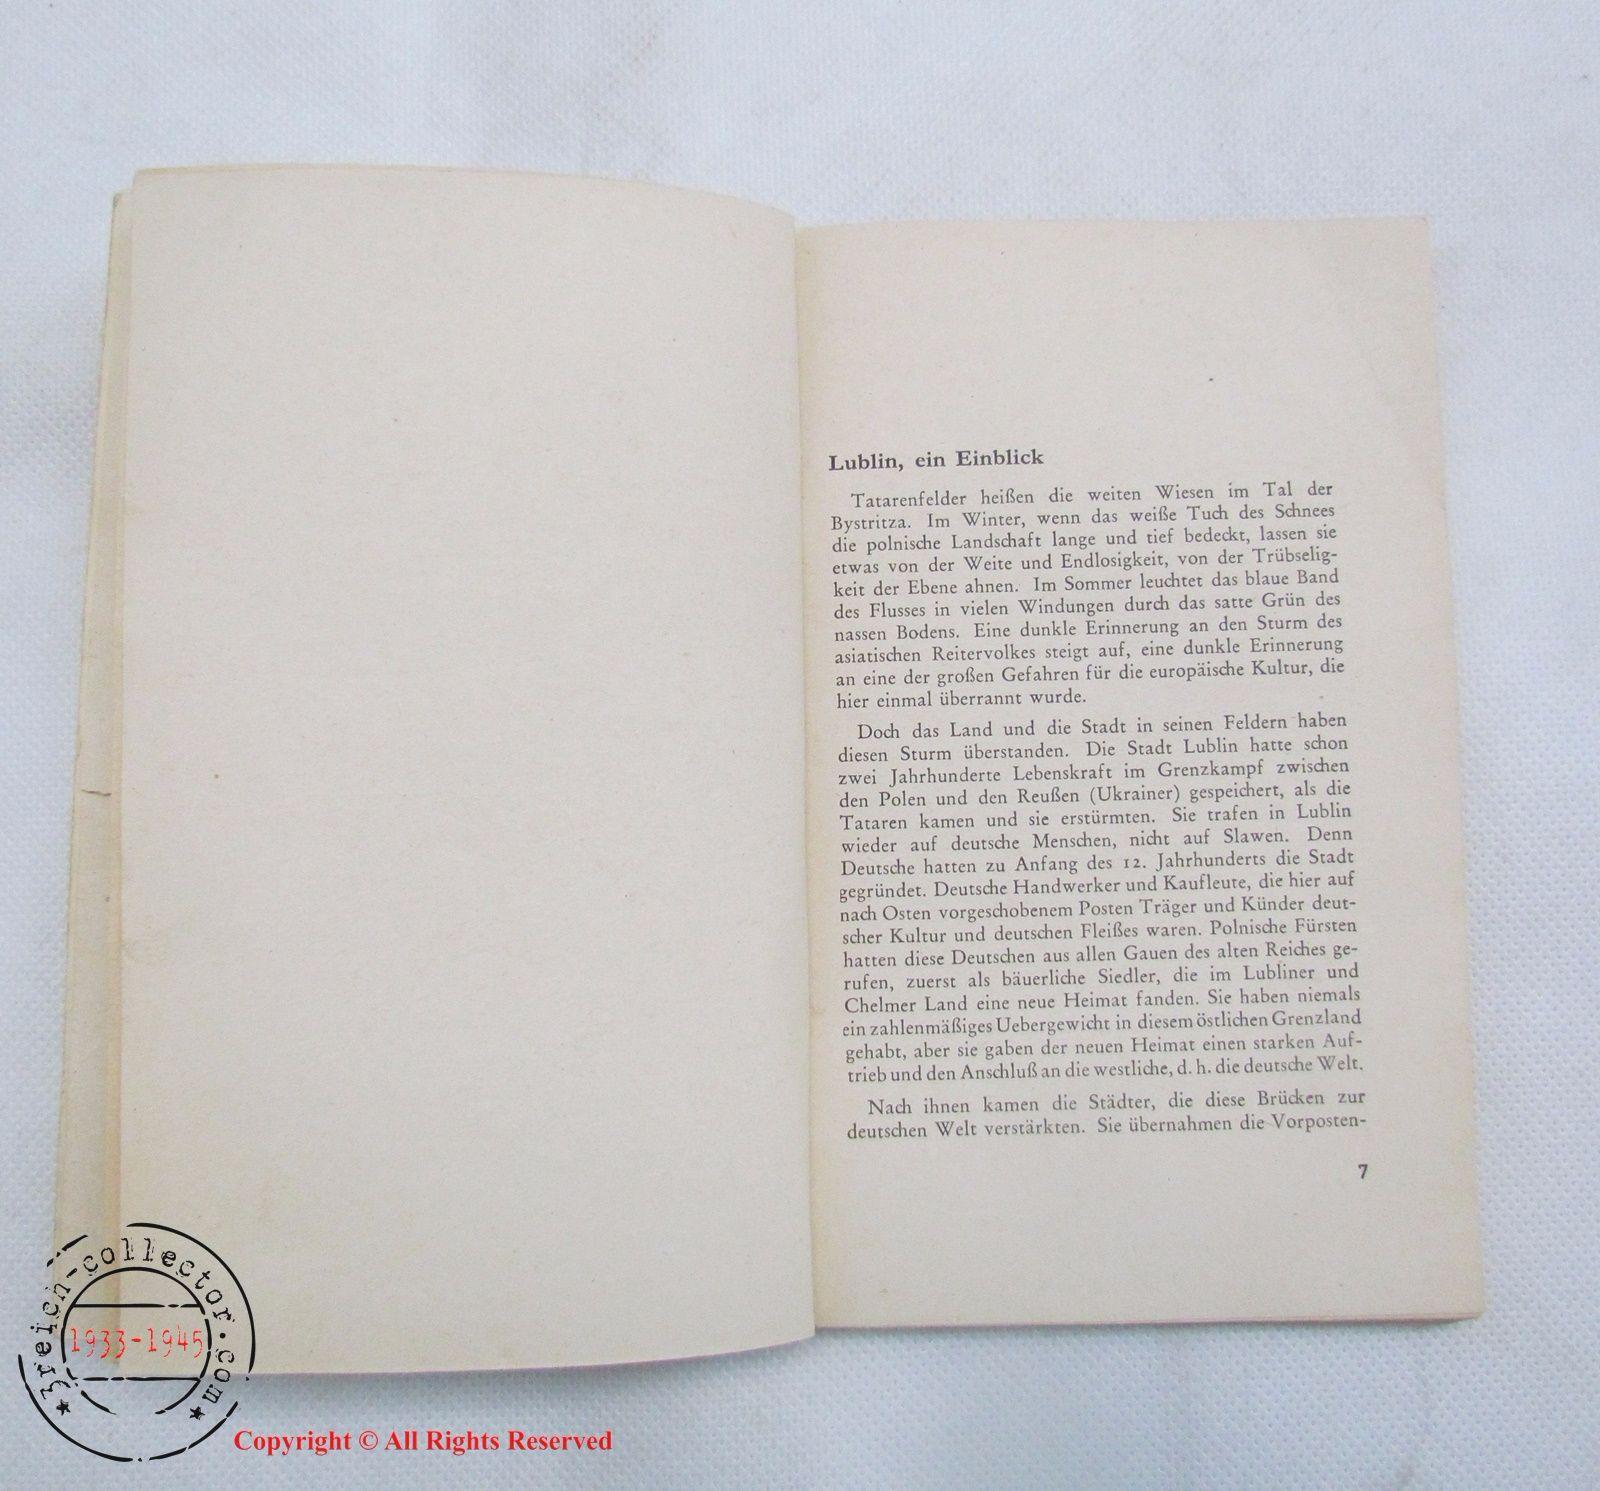 Lublin, ein Einblick
Tatarenfelder heißen die weiten Wiesen im Tal der
Bystritza. Im Winter, wenn das weiße Tuch des Schnees
die polnische Landschaft lange und tief bedeckt, lassen sie
etwas von der Weite und Endlosigkeit, von der Trübselig-
keit der Ebene ahnen. Im Sommer leuchtet das blaue Band
des Flusses in vielen Windungen durch das satte Grün des
nassen Bodens. Eine dunkle Erinnerung an den Sturm des
asiatischen Reitervolkes steigt auf, eine dunkle Erinnerung
an eine der großen Gefahren für die europäische Kultur, die
hier einmal überrannt wurde.
Doch das Land und die Stadt in seinen Feldern haben
diesen Sturm überstanden. Die Stadt Lublin hatte schon
zwei Jahrhunderte Lebenskraft im Grenzkampf zwischen
den Polen und den Reußen (Ukrainer) gespeichert, als die
Tataren kamen und sie erstürmten. Sie trafen in Lublin
wieder auf deutsche Menschen, nicht auf Slawen. Denn
Deutsche hatten zu Anfang des 12. Jahrhunderts die Stadt
gegründet. Deutsche Handwerker und Kaufleute, die hier auf
nach Osten vorgeschobenem Posten Träger und Künder deut-
scher Kultur und deutschen Fleißes waren. Polnische Fürsten
hatten diese Deutschen aus allen Gauen des alten Reiches ge-
rufen, zuerst als bäuerliche Siedler, die im Lubliner und
Chelmer Land eine neue Heimat fanden. Sie haben niemals
ein zahlenmäßiges Uebergewicht in diesem östlichen Grenzland
gehabt, aber sie gaben der neuen Heimat einen starken Auf-
trieb und den Anschluß an die westliche, d. h. die deutsche Welt.
Nach ihnen kamen die Städter, die diese Brücken zur
deutschen Welt verstärkten. Sie übernahmen die Vorposten-
7
3reich-collector.com
1933-1945
Copyright © All Rights Reserved